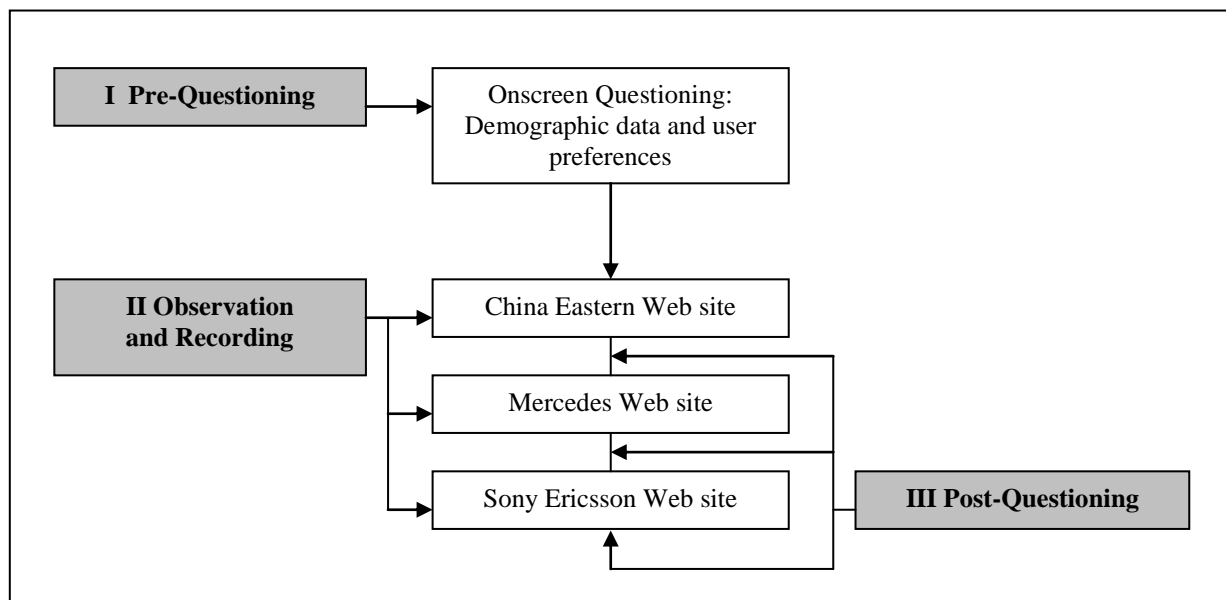 I Pre-Questioning
Onscreen Questioning:
Demographic data and user
preferences
II Observation
and Recording
China Eastern Web site
Mercedes Web site
Sony Ericsson Web site
III Post-Questioning